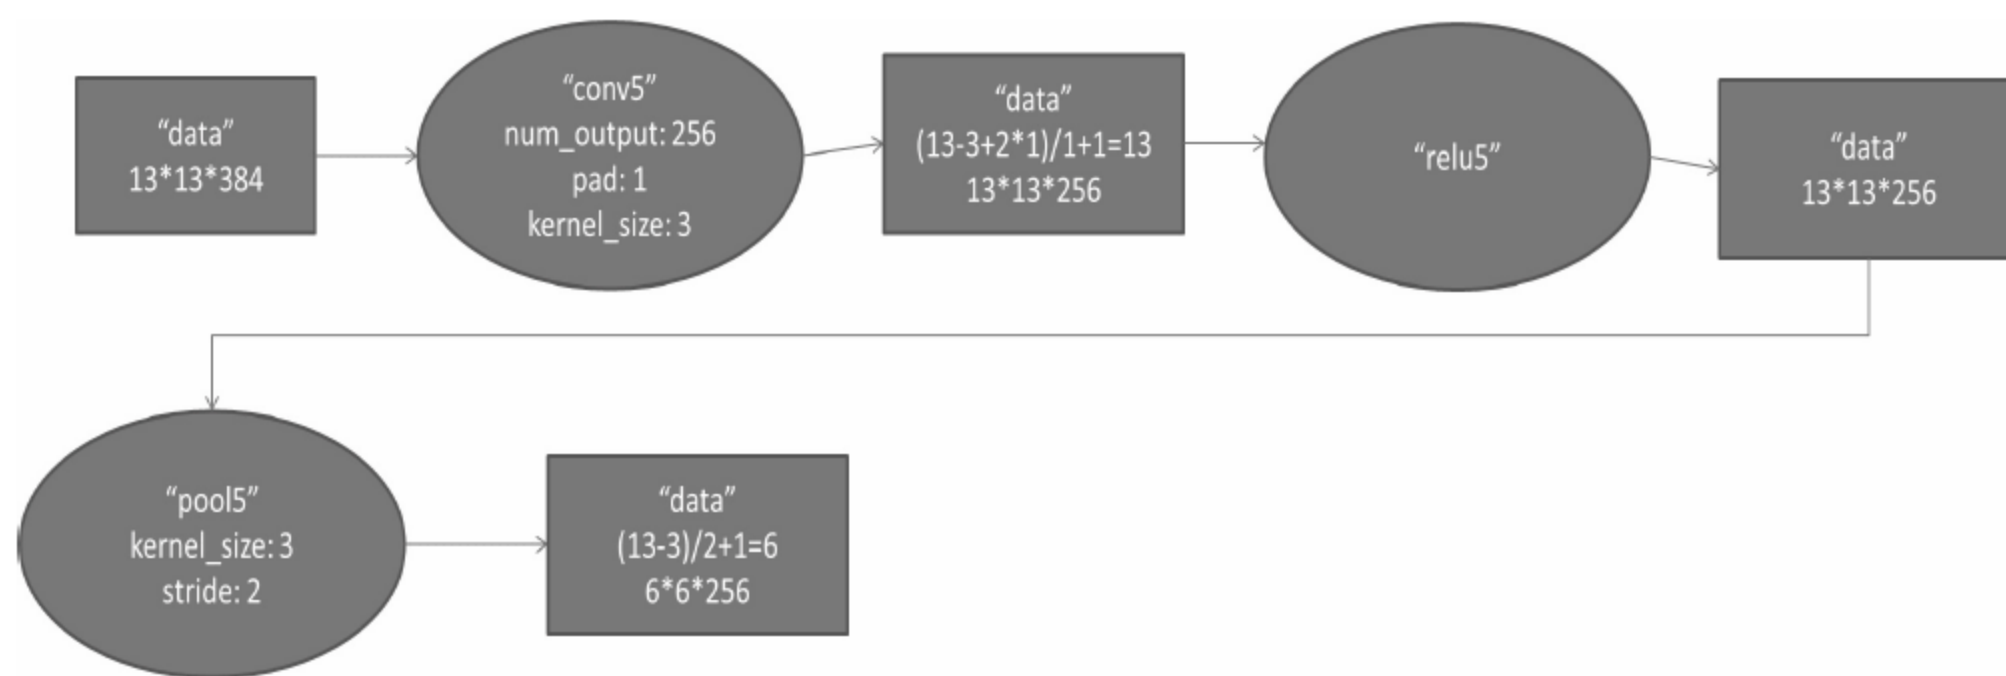 “data”
13*13*384
“conv5”
num_output: 256
pad: 1
kernel_size: 3
“data”
(13-3+2*1)/1+1=13
13*13*256
“relu5”
“data”
13*13*256
“pool5”
kernel_size: 3
stride: 2
“data”
(13-3)/2+1=6
6*6*256